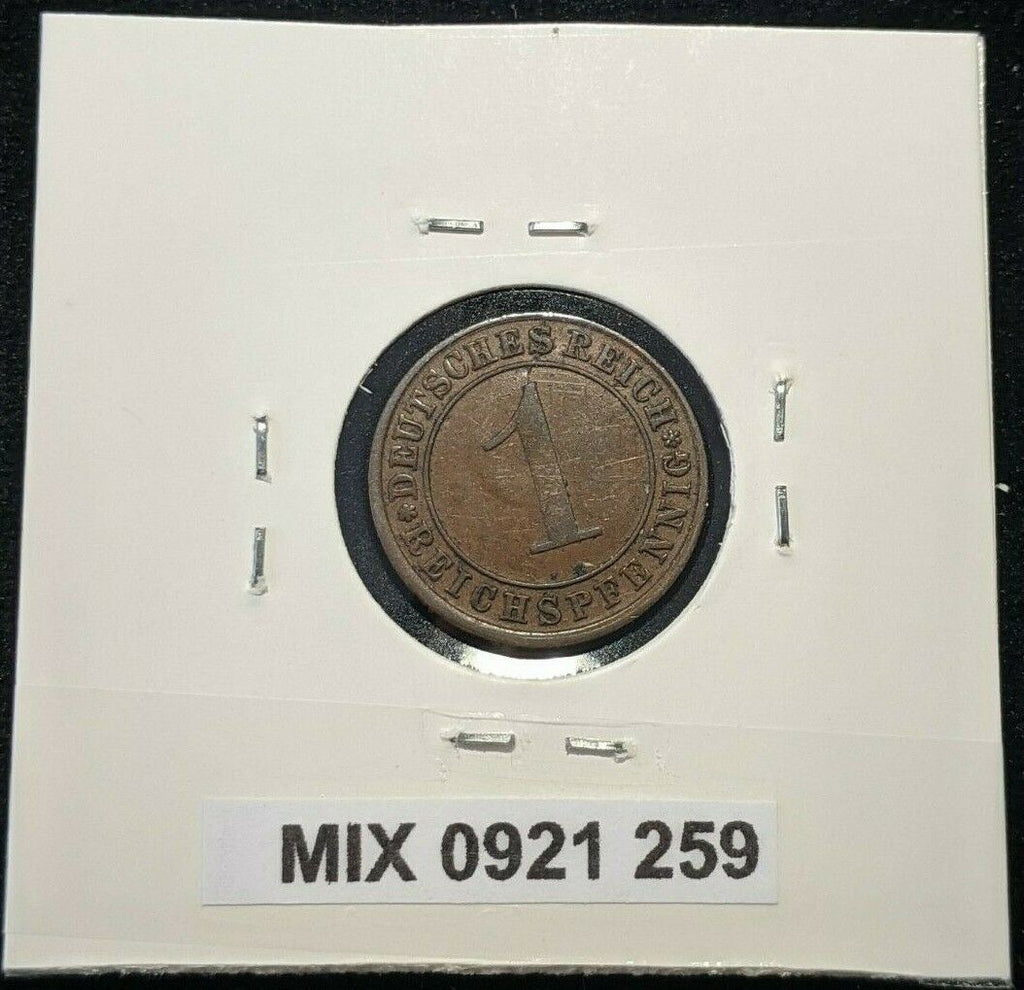 DEUTSCHES REICH
1
*REICHSPFENNIG*
MIX 0921 259